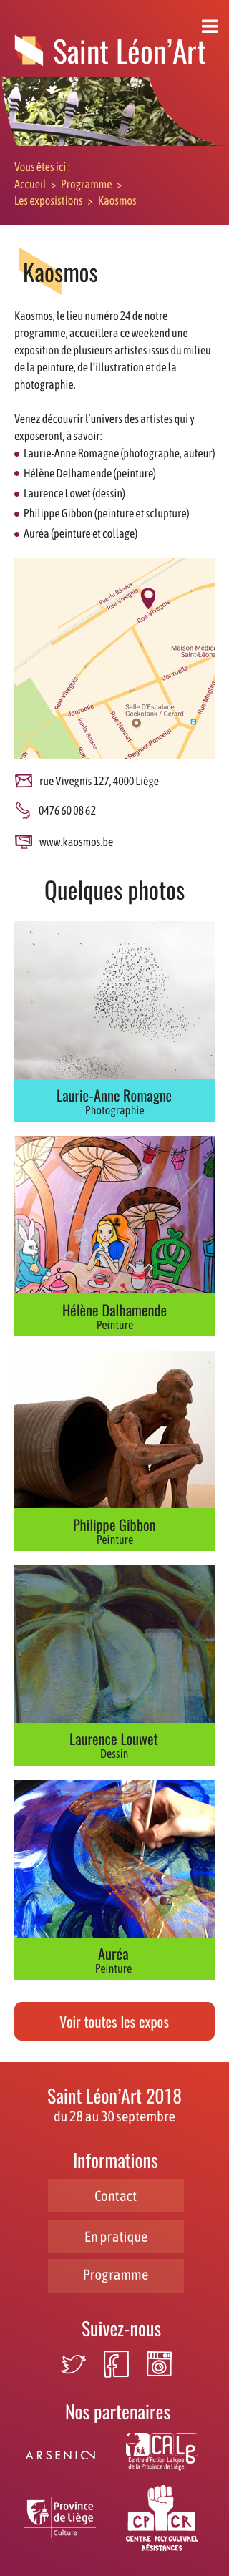 Saint Léon’Art
Vous êtes ici :
Accueil > Programme >
Les exposistions > Kaosmos
Kaosmos
Kaosmos, le lieu numéro 24 de notre
programme, accueillera ce weekend une
exposition de plusieurs artistes issus du milieu
de la peinture, de l’illustration et de la
photographie.
Venez découvrir l’univers des artistes qui y
exposeront, à savoir:
Laurie-Anne Romagne (photographe, auteur)
Hélène Delhamende (peinture)
Laurence Lowet (dessin)
Philippe Gibbon (peinture et sclupture)
Auréa (peinture et collage)
Rue du Bâneux
Rue Vivegnis
Rue Vivegnis
Maison Médica
Saint-Léona
Jonruelle
Rue Vivegnis
Jonruelle
Salle D'Escalade
Geckotank / Gérard
Rue Hennet
Rue Roland
Rue Regnier Poncelet
rue Vivegnis 127, 4000 Liège
0476 60 08 62
www.kaosmos.be
Quelques photos
Laurie-Anne Romagne
Photographie
Hélène Dalhamende
Peinture
Philippe Gibbon
Peinture
Laurence Louwet
Dessin
Auréa
Peinture
Voir toutes les expos
Saint Léon’Art 2018
du 28 au 30 septembre
Informations
Contact
En pratique
Programme
Suivez-nous
Nos partenaires
ARSENIC2
CALg
Centre d'Action Laïque
de la Province de Liège
Province
de Liège
Culture
CPCR
CENTRE POLYCULTUREL
RÉSISTANCES